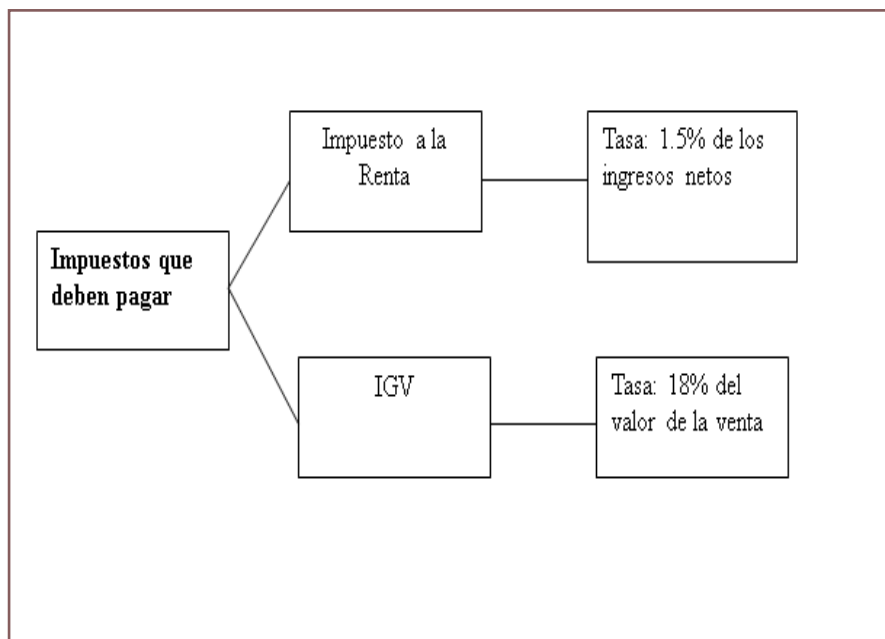 Impuesto a la
Renta
Tasa: 1.5% de los
ingresos netos
Impuestos que
deben pagar
IGV
Tasa: 18% del
valor de la venta